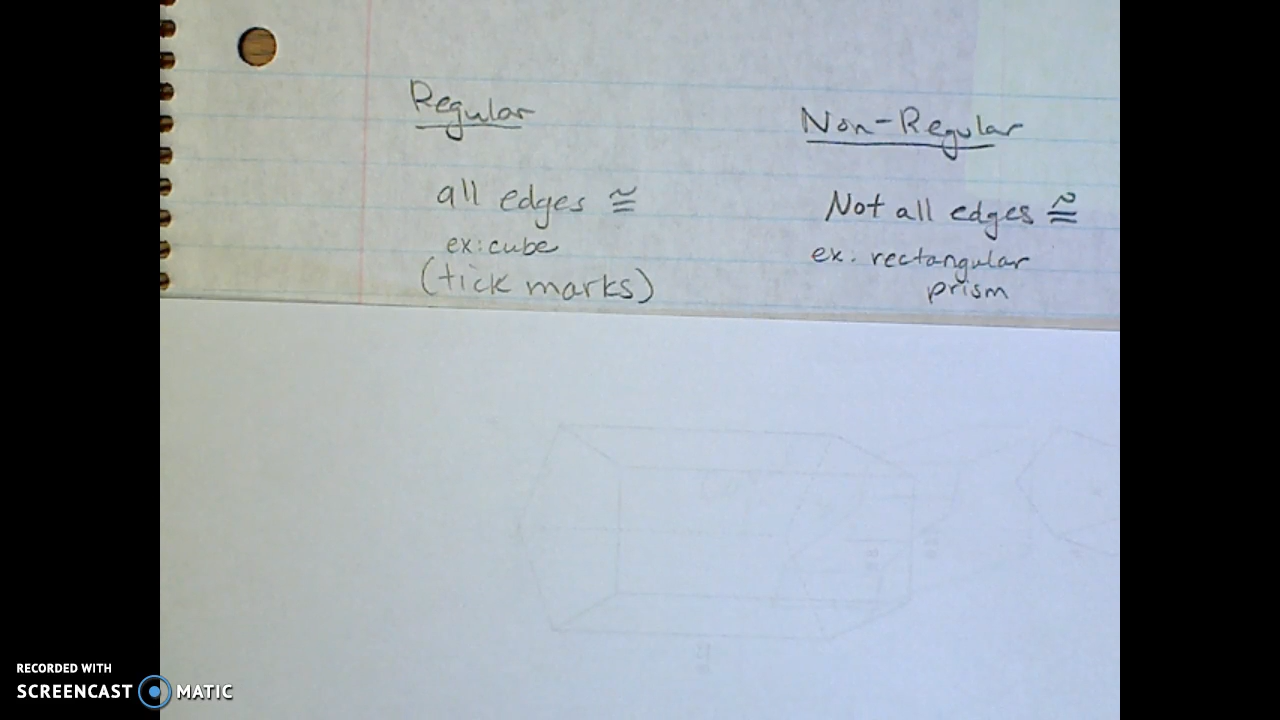 Regular
Non-Regular
all edges ≅
Not all edges ≅
ex: cube
ex. rectangular
(tick marks)
prism
RECORDED WITH
SCREENCAST MATIC